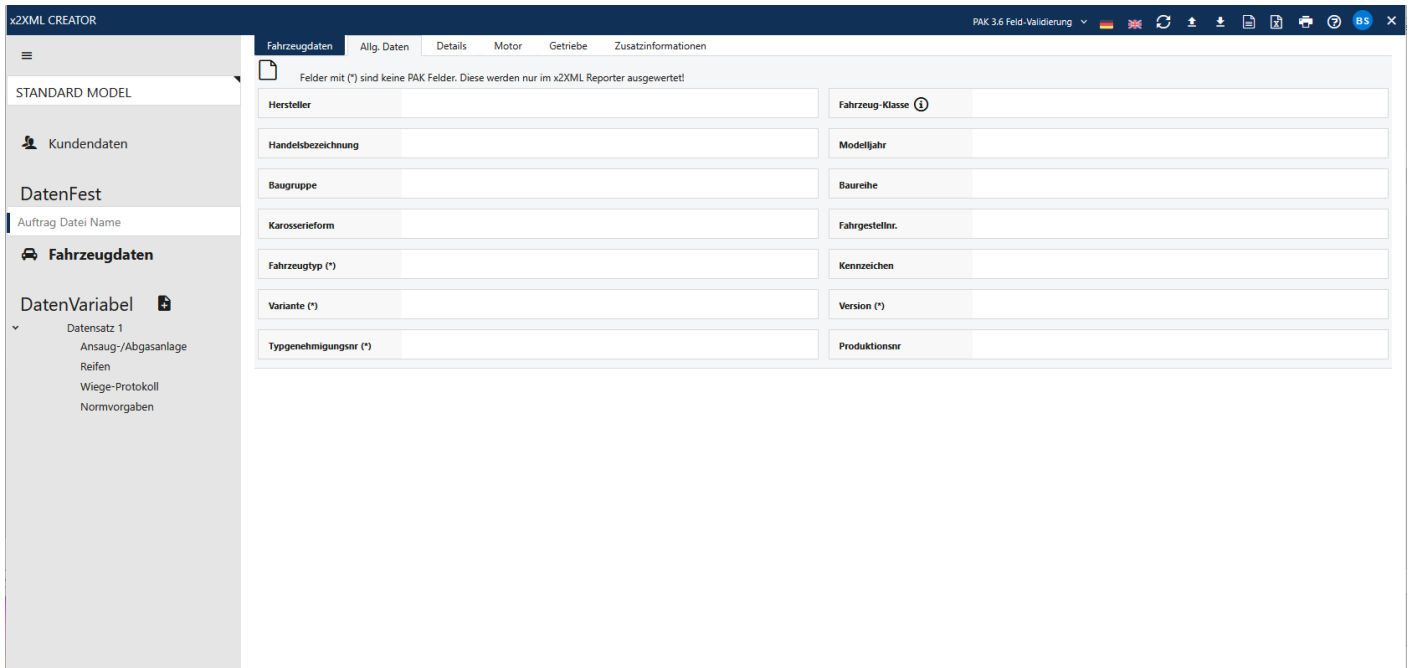 x2XML CREATOR
PAK 3.6 Feld-Validierung
BS
STANDARD MODEL
Kundendaten
DatenFest
Auftrag Datei Name
Fahrzeugdaten
DatenVariabel
Datensatz 1
Ansaug-/Abgasanlage
Reifen
Wiege-Protokoll
Normvorgaben
Fahrzeugdaten Allg. Daten Details Motor Getriebe Zusatzinformationen
Felder mit (*) sind keine PAK Felder. Diese werden nur im x2XML Reporter ausgewertet!
Hersteller Fahrzeug-Klasse
Handelsbezeichnung Modelljahr
Baugruppe Baureihe
Karosserieform Fahrgestellnr.
Fahrzeugtyp (*) Kennzeichen
Variante (*) Version (*)
Typgenehmigungsnr (*) Produktionsnr